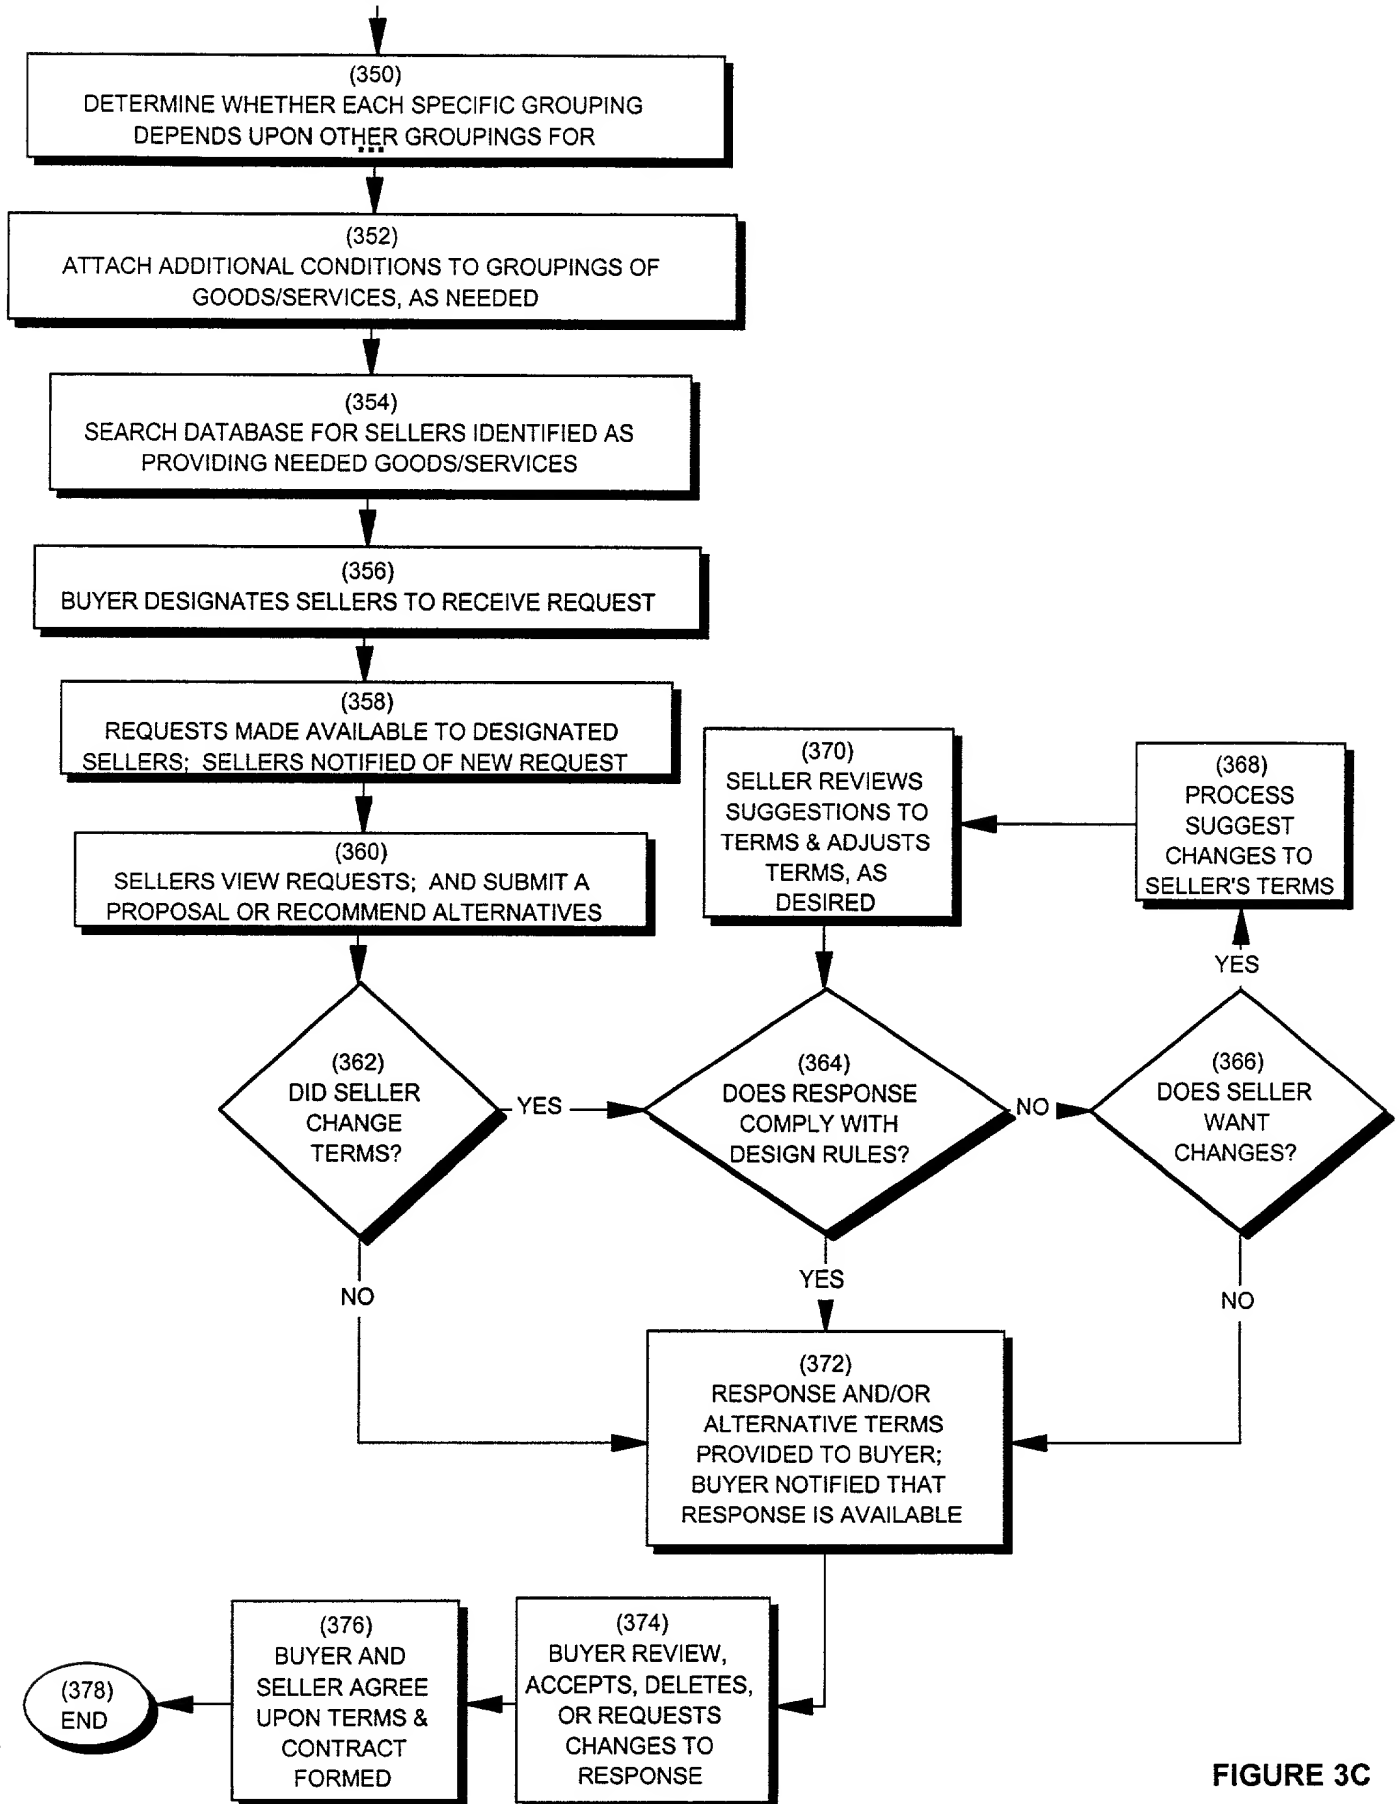 (350)
DETERMINE WHETHER EACH SPECIFIC GROUPING
DEPENDS UPON OTHER GROUPINGS FOR
...
(352)
ATTACH ADDITIONAL CONDITIONS TO GROUPINGS OF
GOODS/SERVICES, AS NEEDED
(354)
SEARCH DATABASE FOR SELLERS IDENTIFIED AS
PROVIDING NEEDED GOODS/SERVICES
(356)
BUYER DESIGNATES SELLERS TO RECEIVE REQUEST
(358)
REQUESTS MADE AVAILABLE TO DESIGNATED
SELLERS; SELLERS NOTIFIED OF NEW REQUEST
(360)
SELLERS VIEW REQUESTS; AND SUBMIT A
PROPOSAL OR RECOMMEND ALTERNATIVES
(370)
SELLER REVIEWS
SUGGESTIONS TO
TERMS & ADJUSTS
TERMS, AS
DESIRED
(368)
PROCESS
SUGGEST
CHANGES TO
SELLER'S TERMS
YES
(362)
DID SELLER
CHANGE
TERMS?
YES
(364)
DOES RESPONSE
COMPLY WITH
DESIGN RULES?
NO
(366)
DOES SELLER
WANT
CHANGES?
NO
YES
NO
(372)
RESPONSE AND/OR
ALTERNATIVE TERMS
PROVIDED TO BUYER;
BUYER NOTIFIED THAT
RESPONSE IS AVAILABLE
(374)
BUYER REVIEW,
ACCEPTS, DELETES,
OR REQUESTS
CHANGES TO
RESPONSE
(376)
BUYER AND
SELLER AGREE
UPON TERMS &
CONTRACT
FORMED
(378)
END
FIGURE 3C